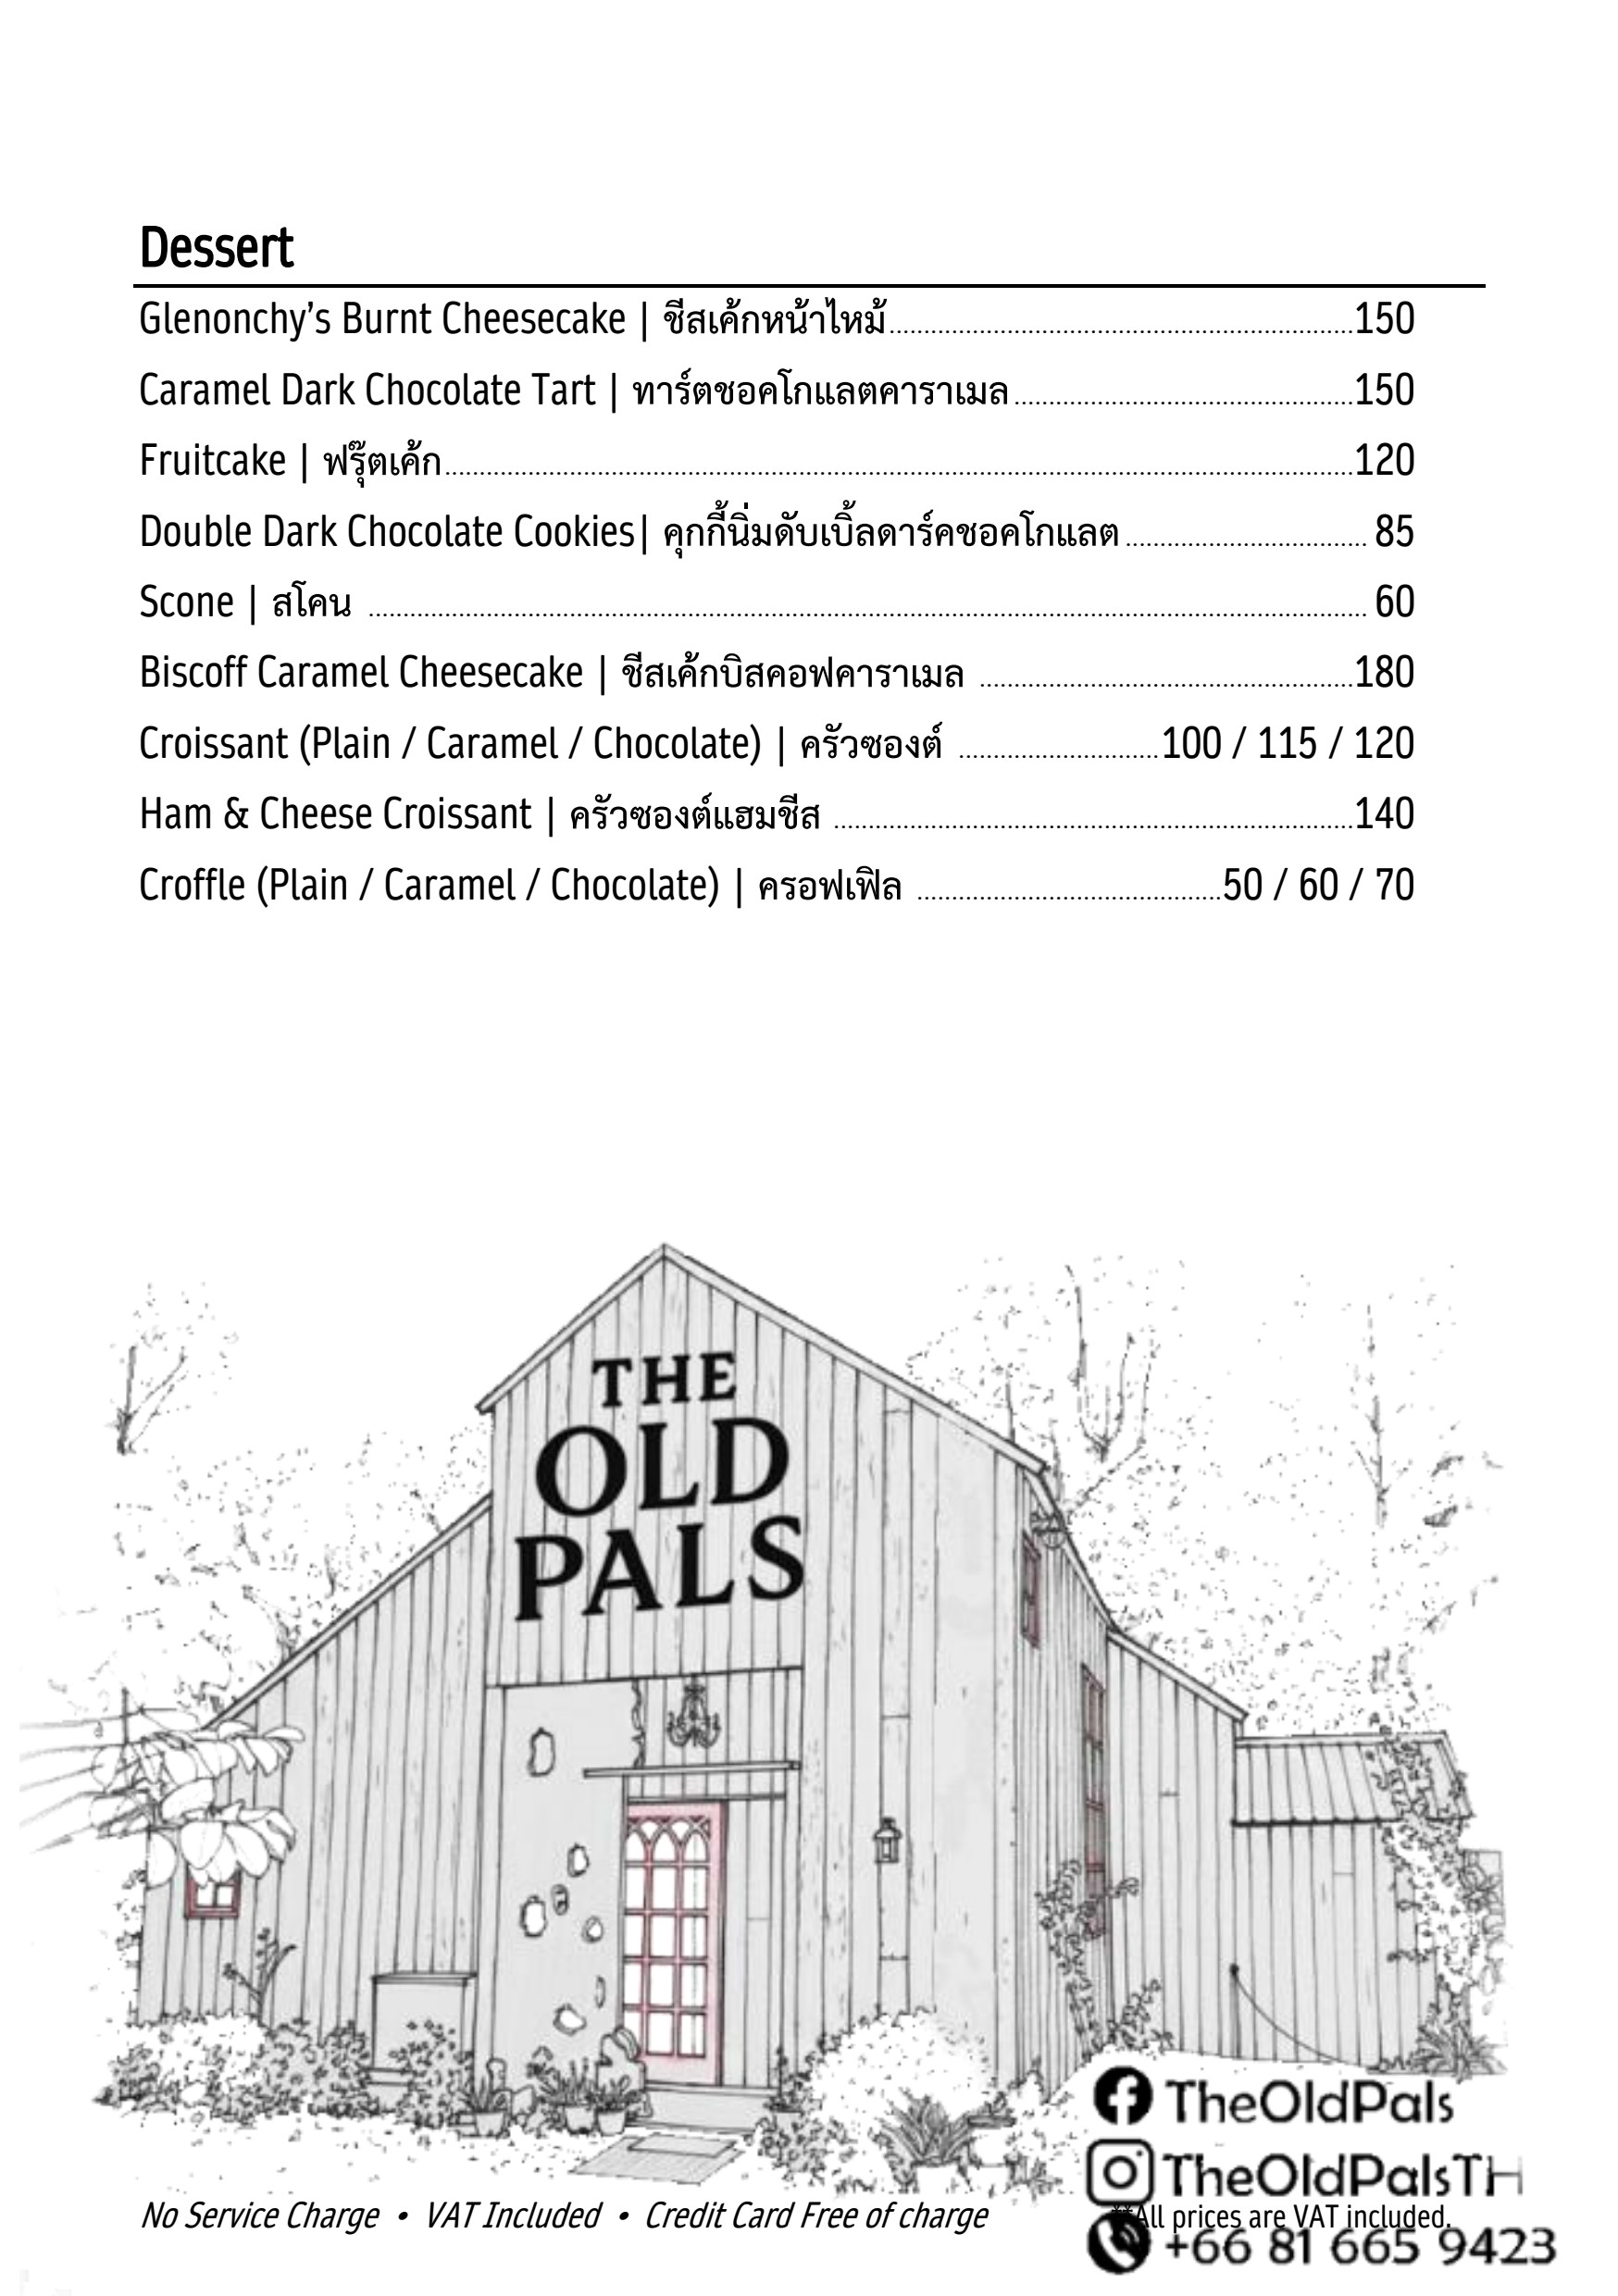 Dessert
Glenonchy’s Burnt Cheesecake | ชีสเค้กหน้าไหม้..........150
Caramel Dark Chocolate Tart | ทาร์ตชอคโกแลตคาราเมล..........150
Fruitcake | ฟรุ๊ตเค้ก..........120
Double Dark Chocolate Cookies| คุกกี้นิ่มดับเบิ้ลดาร์คชอคโกแลต.......... 85
Scone | สโคน .......... 60
Biscoff Caramel Cheesecake | ชีสเค้กบิสคอฟคาราเมล ..........180
Croissant (Plain / Caramel / Chocolate) | ครัวซองต์ ..........100 / 115 / 120
Ham & Cheese Croissant | ครัวซองต์แฮมชีส ..........140
Croffle (Plain / Caramel / Chocolate) | ครอฟเฟิล ..........50 / 60 / 70
THE
OLD
PALS
TheOldPals
TheOldPalsTH
No Service Charge • VAT Included • Credit Card Free of charge
**All prices are VAT included.
+66 81 665 9423